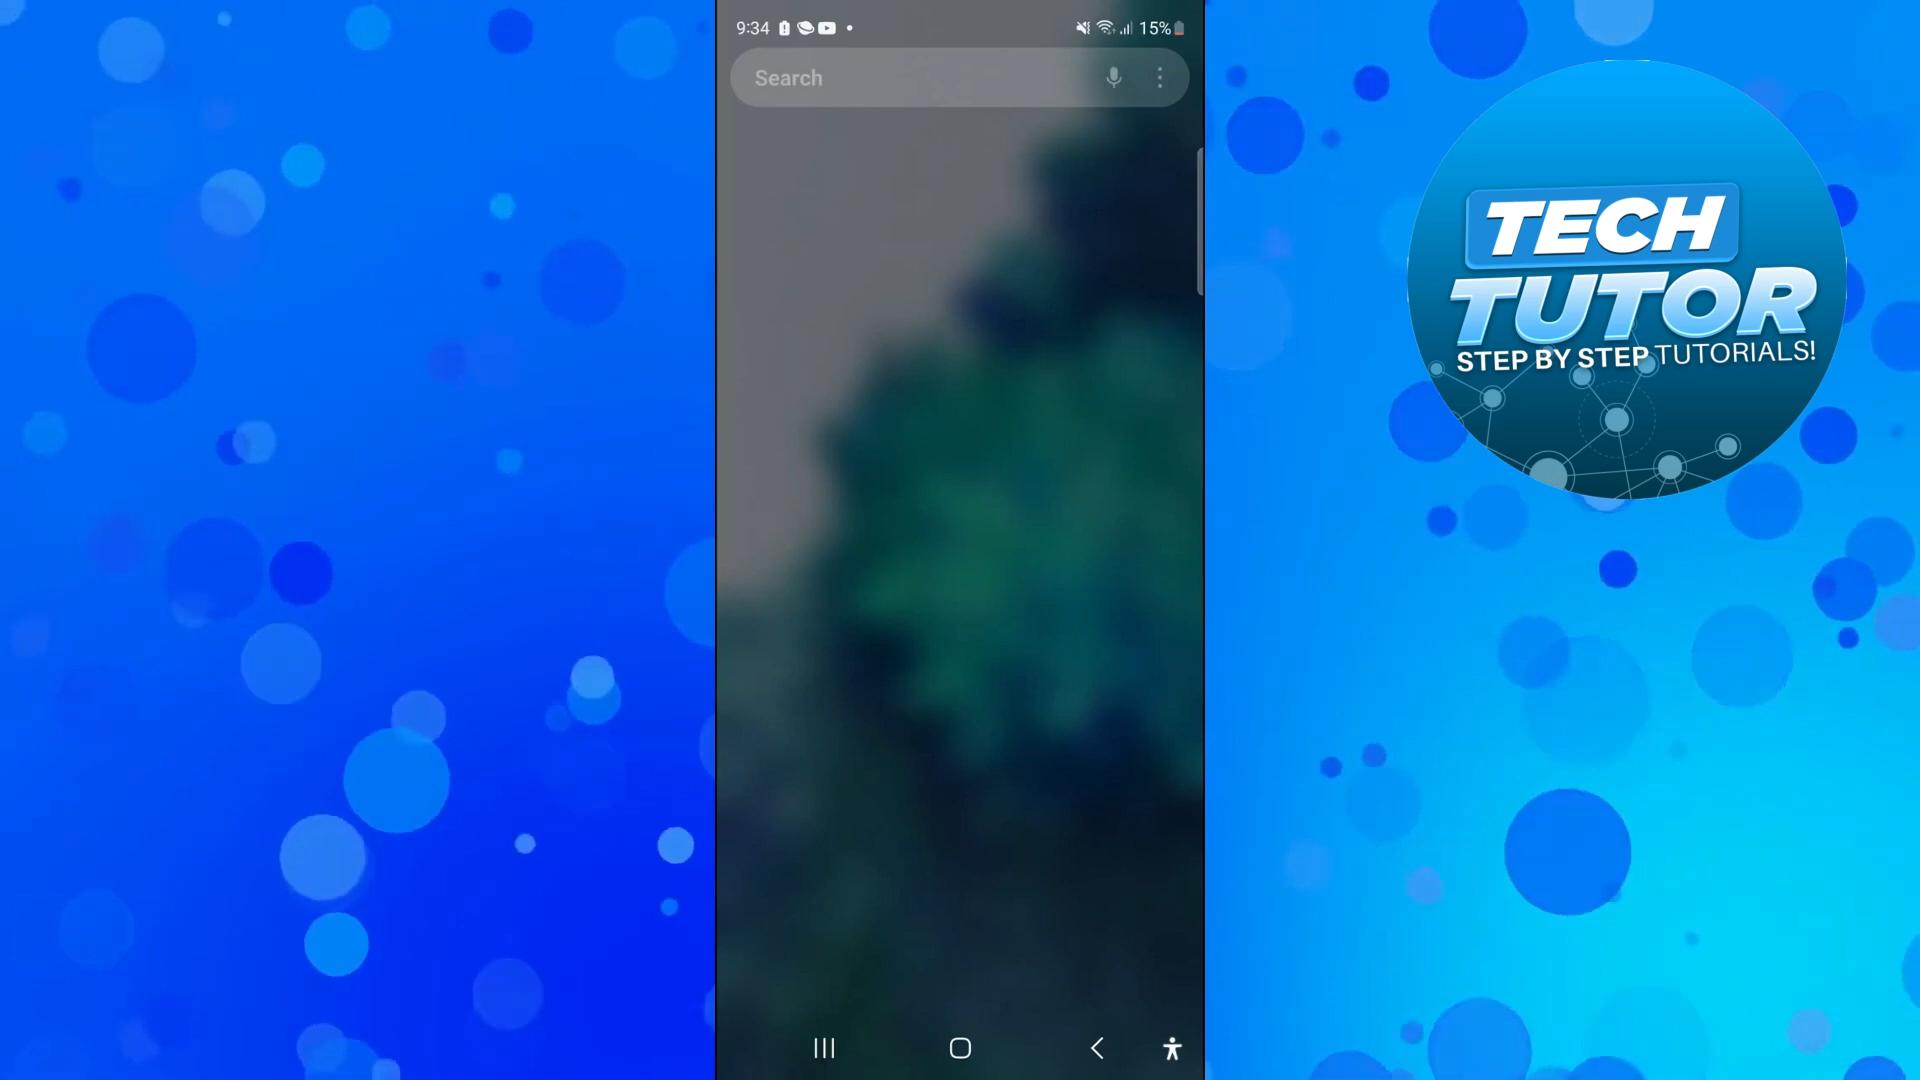 9:34
15%
Search
TECH
TUTOR
STEP BY STEP TUTORIALS!